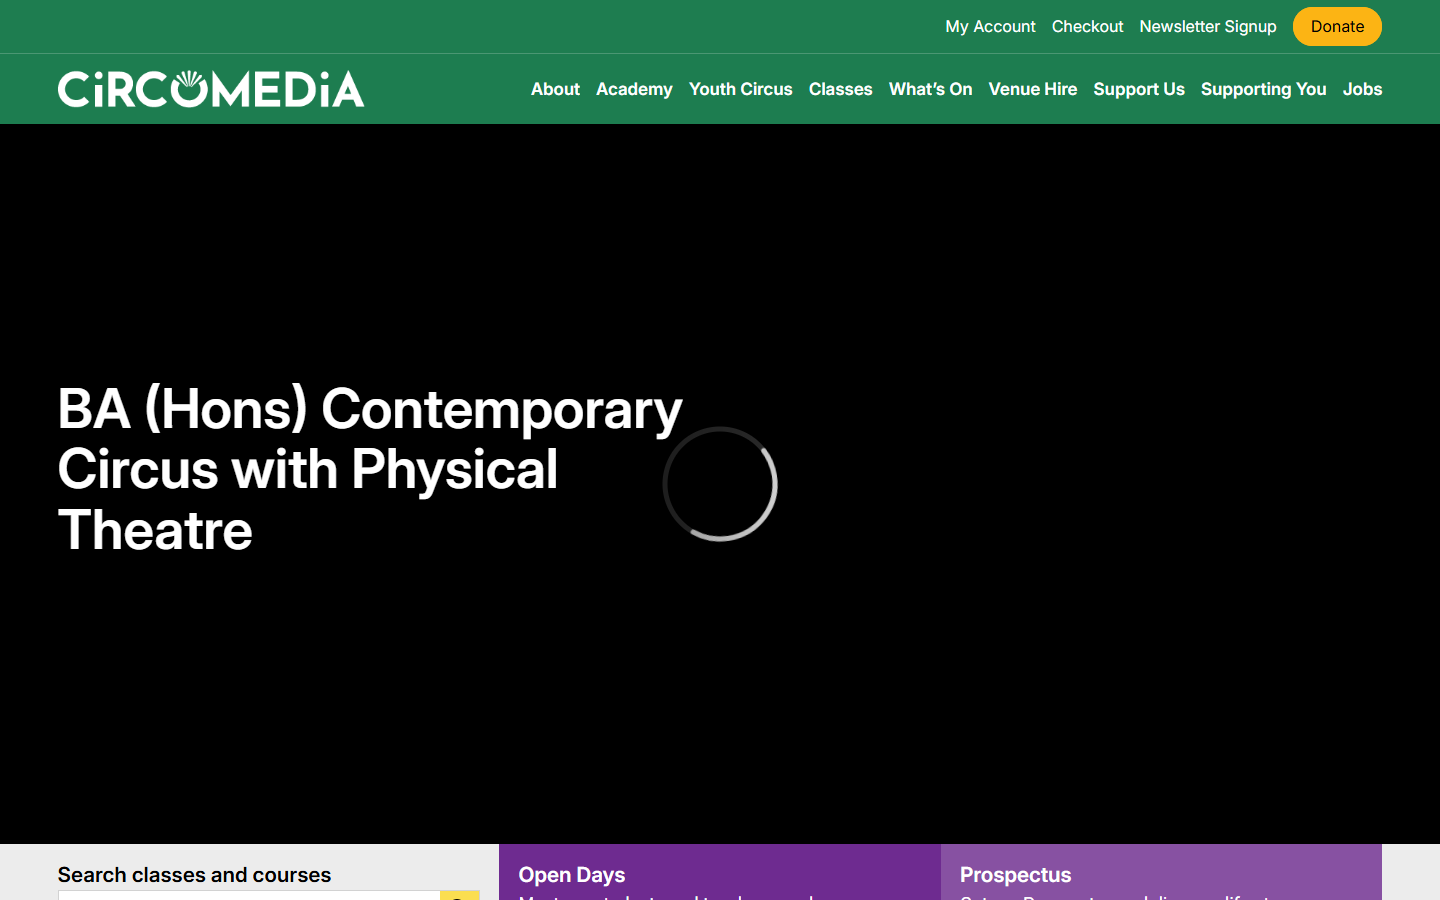 My Account Checkout Newsletter Signup Donate
CiRCOMEDiA
About Academy Youth Circus Classes What's On Venue Hire Support Us Supporting You Jobs
BA (Hons) Contemporary
Circus with Physical
Theatre
Search classes and courses
Open Days
Prospectus